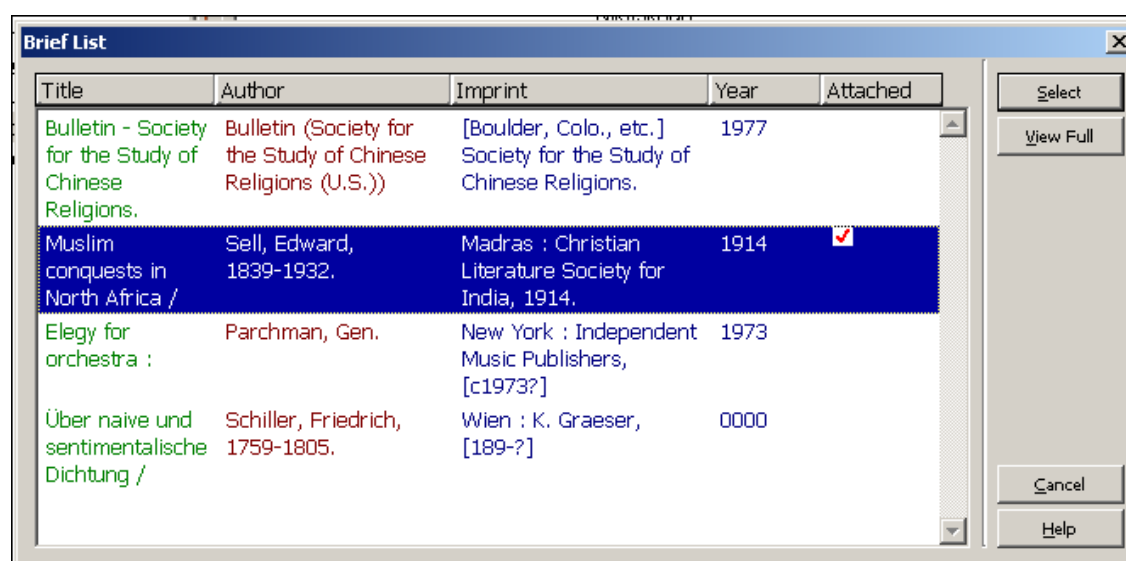 Brief List
Title Author Imprint Year Attached
Bulletin - Society Bulletin (Society for [Boulder, Colo., etc.] 1977
for the Study of the Study of Chinese Society for the Study of
Chinese Religions (U.S.)) Chinese Religions.
Religions.
Muslim Sell, Edward, Madras : Christian 1914
conquests in 1839-1932. Literature Society for
North Africa / India, 1914.
Elegy for Parchman, Gen. New York : Independent 1973
orchestra : Music Publishers,
[c1973?]
Über naive und Schiller, Friedrich, Wien : K. Graeser, 0000
sentimentalische 1759-1805. [189-?]
Dichtung /
Select
View Full
Cancel
Help